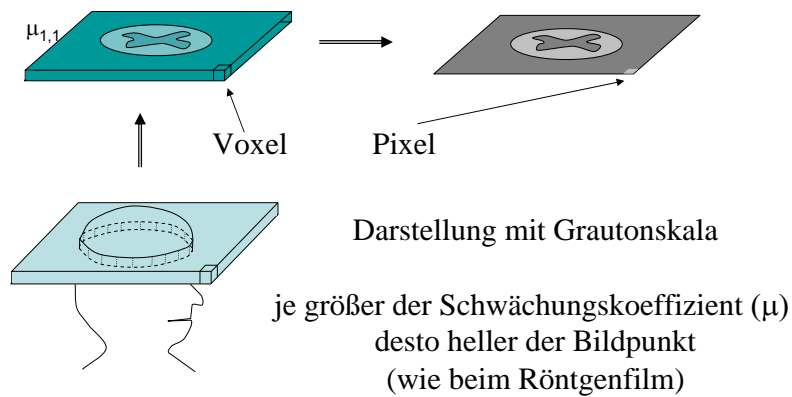 μ1,1
Voxel
Pixel
Darstellung mit Grautonskala
je größer der Schwächungskoeffizient (μ)
desto heller der Bildpunkt
(wie beim Röntgenfilm)